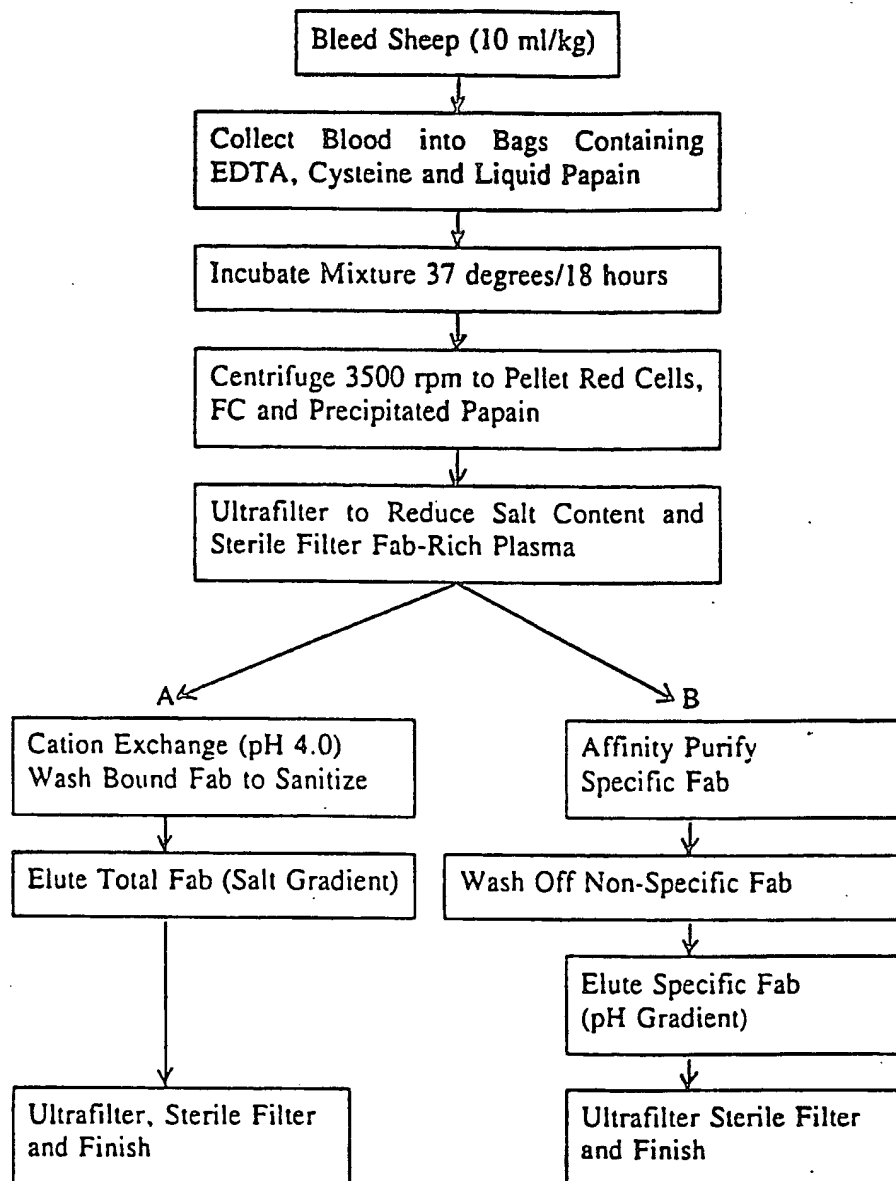 Bleed Sheep (10 ml/kg)
Collect Blood into Bags Containing
EDTA, Cysteine and Liquid Papain
Incubate Mixture 37 degrees/18 hours
Centrifuge 3500 rpm to Pellet Red Cells,
FC and Precipitated Papain
Ultrafilter to Reduce Salt Content and
Sterile Filter Fab-Rich Plasma
A
Cation Exchange (pH 4.0)
Wash Bound Fab to Sanitize
Elute Total Fab (Salt Gradient)
Ultrafilter, Sterile Filter
and Finish
B
Affinity Purify
Specific Fab
Wash Off Non-Specific Fab
Elute Specific Fab
(pH Gradient)
Ultrafilter Sterile Filter
and Finish